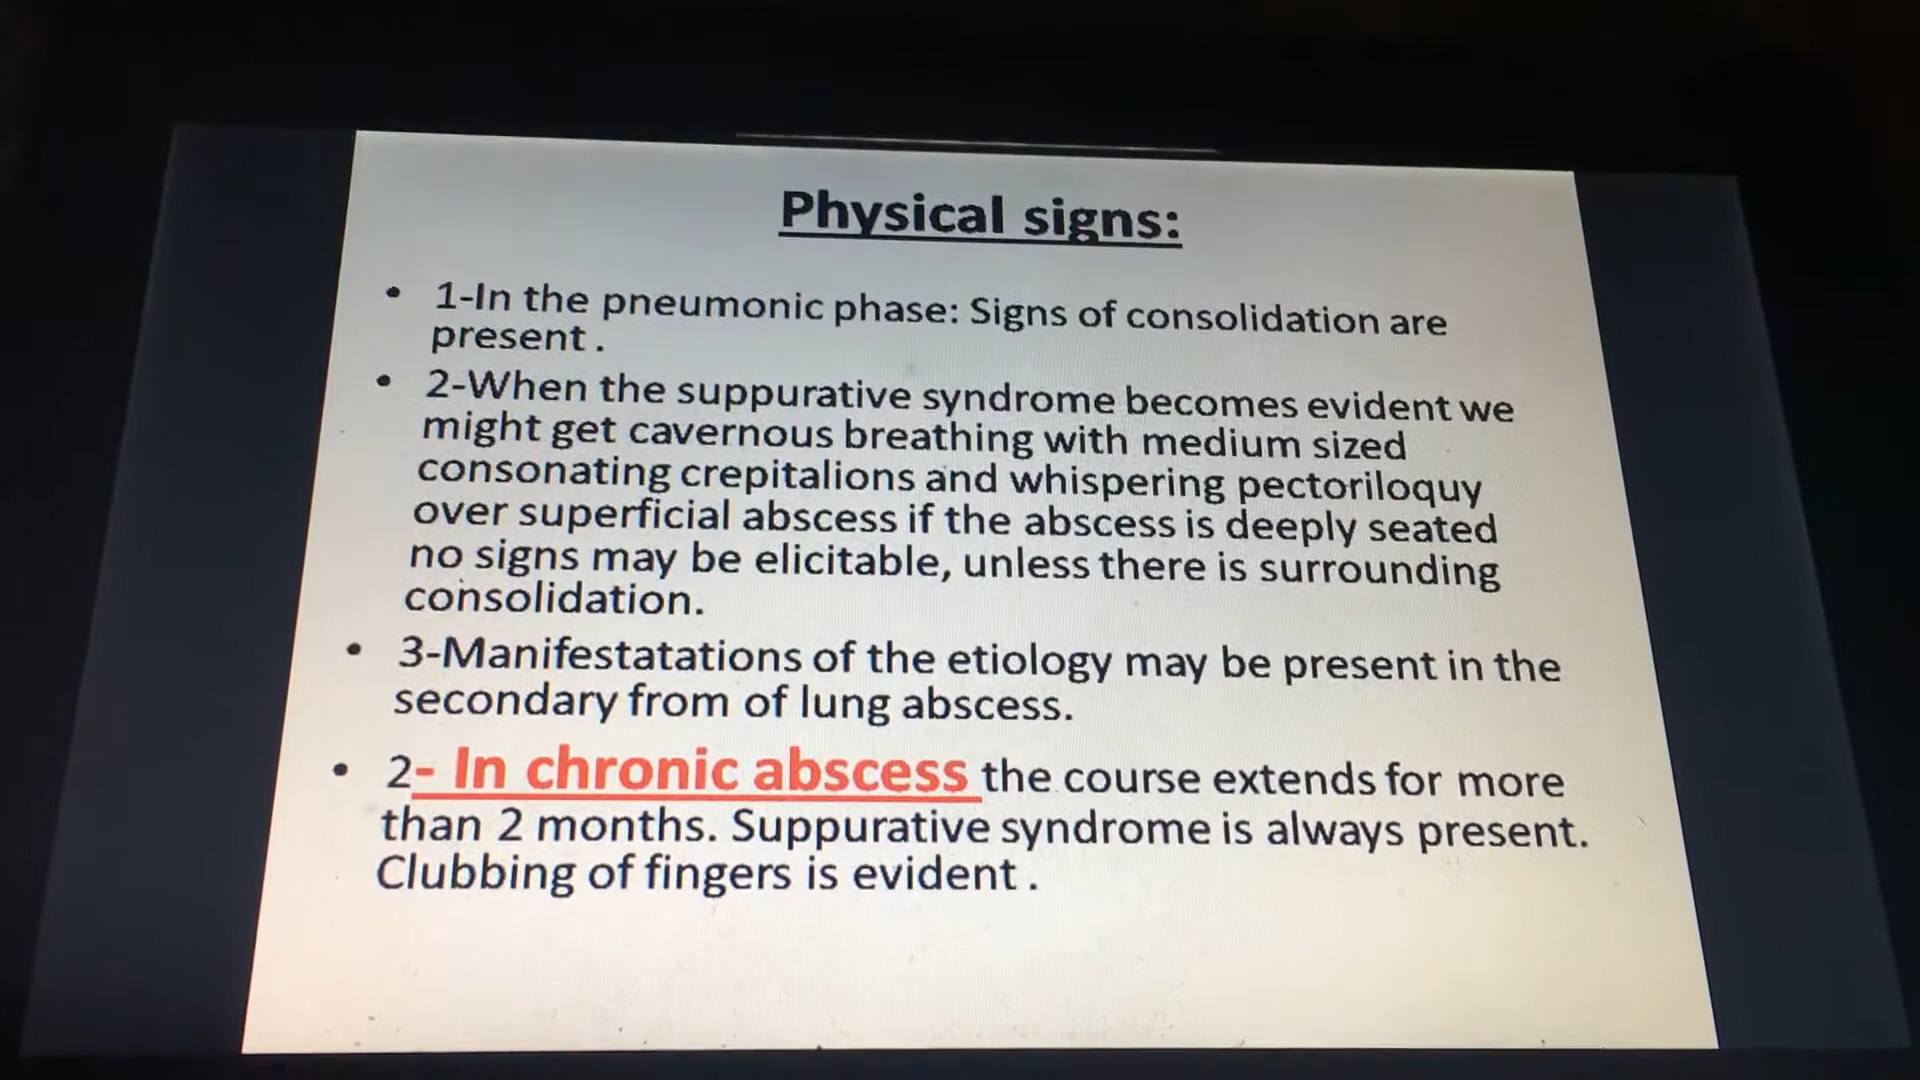 Physical signs:
• 1-In the pneumonic phase: Signs of consolidation are
present .
• 2-When the suppurative syndrome becomes evident we
might get cavernous breathing with medium sized
consonating crepitalions and whispering pectoriloquy
over superficial abscess if the abscess is deeply seated
no signs may be elicitable, unless there is surrounding
consolidation.
• 3-Manifestatations of the etiology may be present in the
secondary from of lung abscess.
• 2- In chronic abscess the course extends for more
than 2 months. Suppurative syndrome is always present.
Clubbing of fingers is evident .